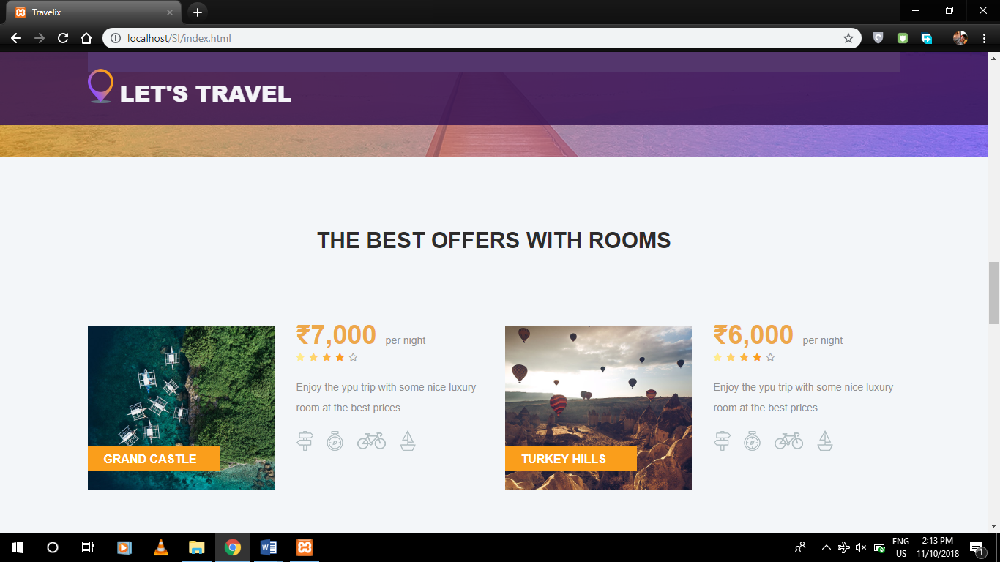 Travelix
localhost/SI/index.html
LET'S TRAVEL
THE BEST OFFERS WITH ROOMS
₹7,000 per night
Enjoy the ypu trip with some nice luxury
room at the best prices
GRAND CASTLE
₹6,000 per night
Enjoy the ypu trip with some nice luxury
room at the best prices
TURKEY HILLS
ENG
US
2:13 PM
11/10/2018
1